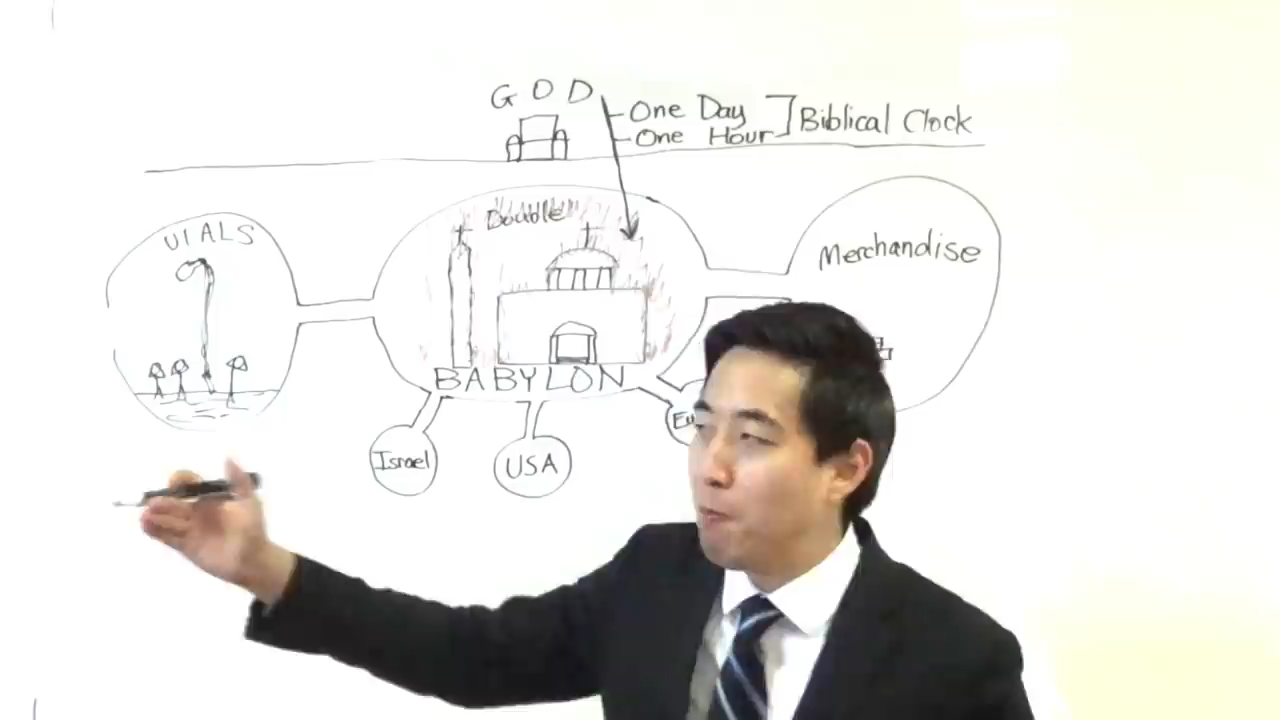 GOD
One Day
One Hour
Biblical Clock
VIALS
Double
Merchandise
BABYLON
Israel
USA